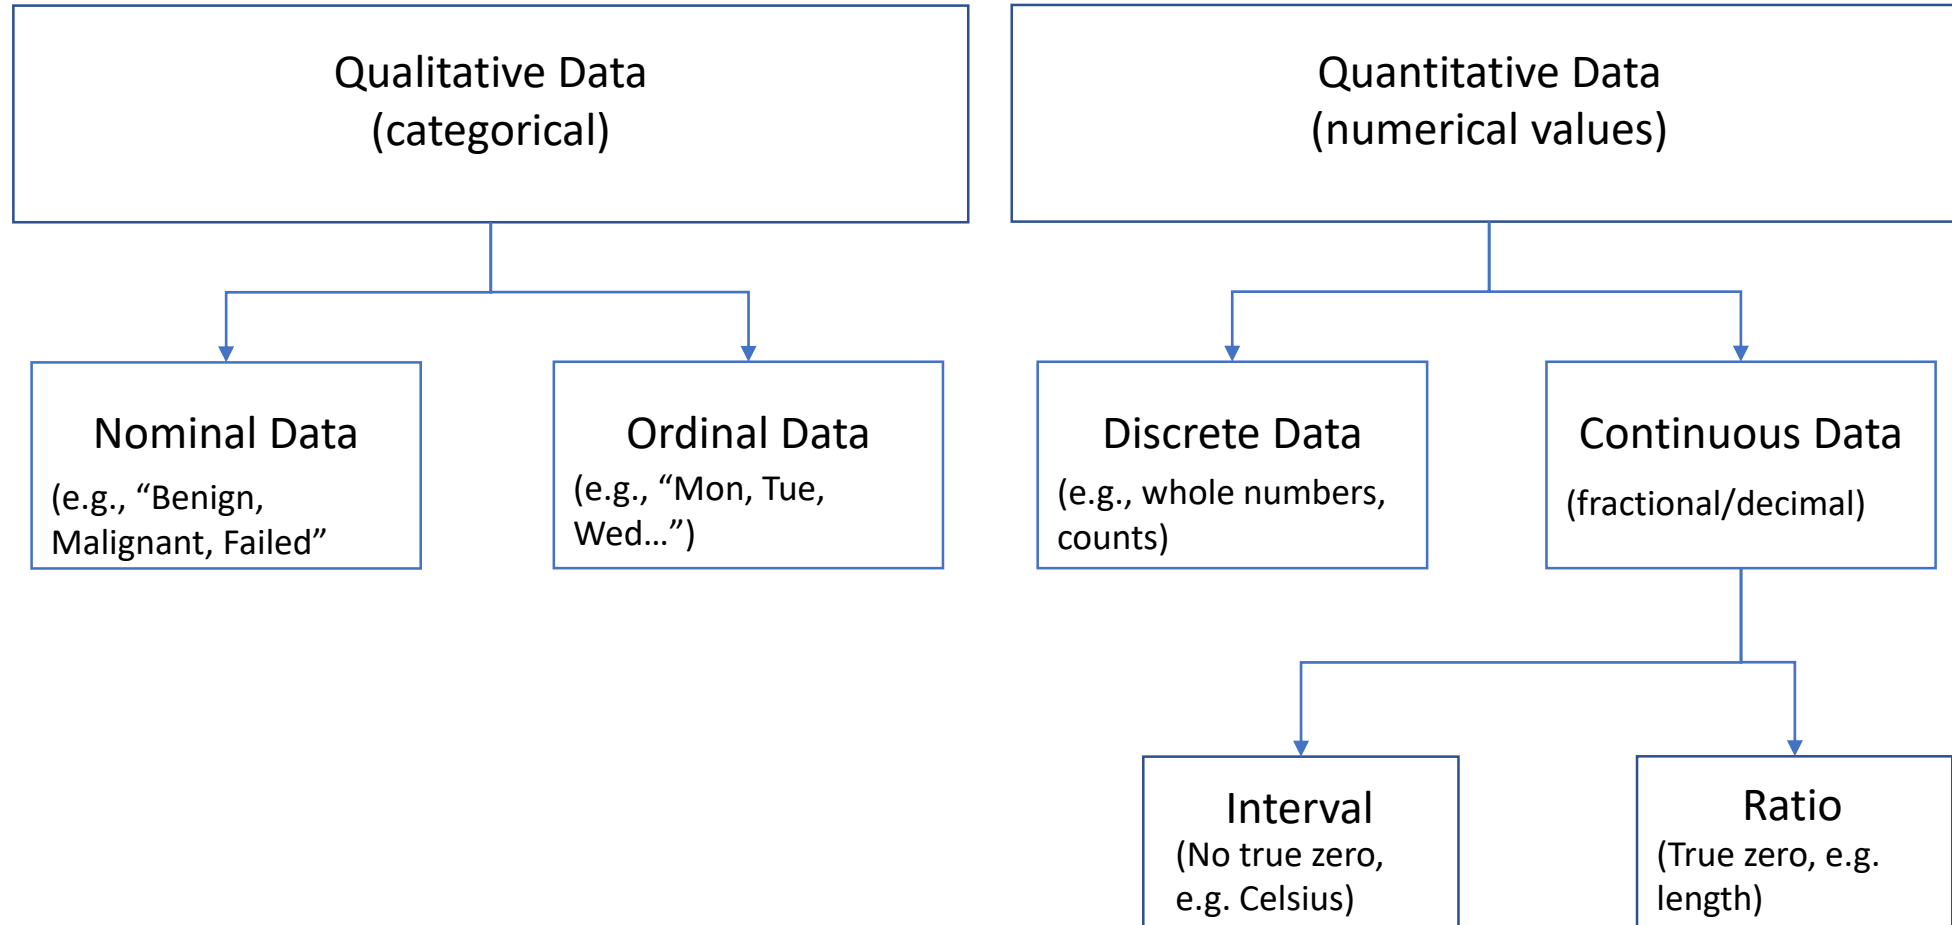 Qualitative Data
(categorical)
Quantitative Data
(numerical values)
Nominal Data
(e.g., “Benign,
Malignant, Failed”
Ordinal Data
(e.g., “Mon, Tue,
Wed…”)
Discrete Data
(e.g., whole numbers,
counts)
Continuous Data
(fractional/decimal)
Interval
(No true zero,
e.g. Celsius)
Ratio
(True zero, e.g.
length)